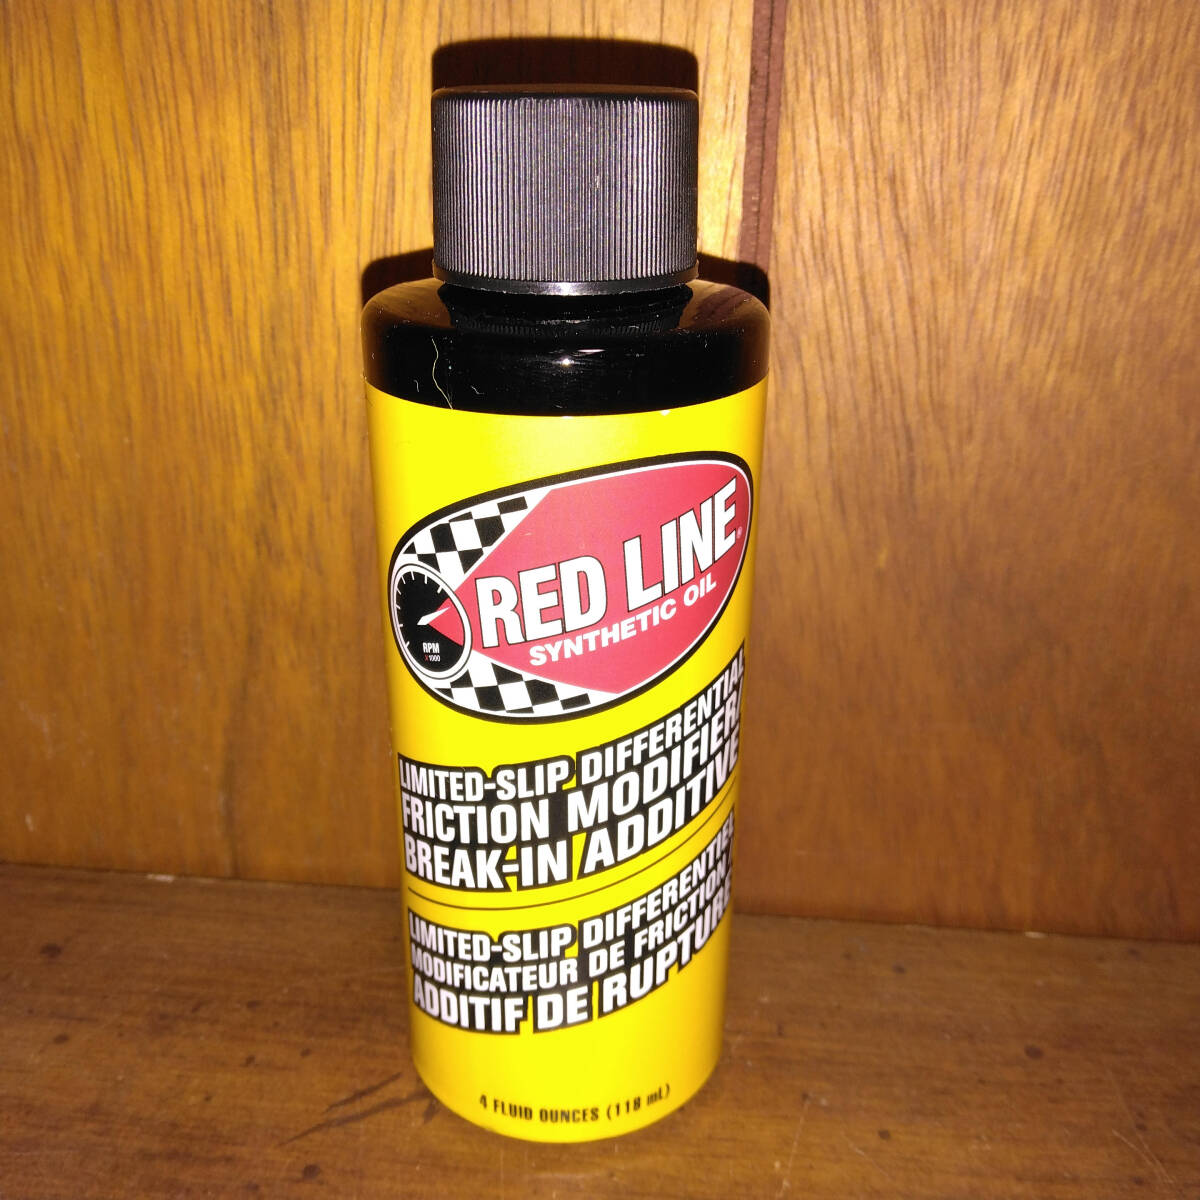 RED LINE®
SYNTHETIC OIL
RPM
X1000
LIMITED-SLIP DIFFERENTIAL
FRICTION MODIFIER/
BREAK-IN ADDITIVE
LIMITED-SLIP DIFFERENTIEL
MODIFICATEUR DE FRICTION
ADDITIF DE RUPTURE
4 FLUID OUNCES (118 mL)